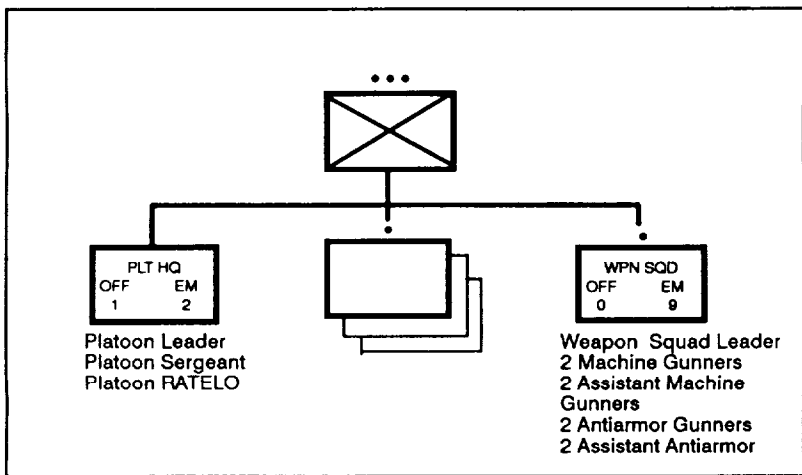 PLT HQ
OFF EM
1 2
Platoon Leader
Platoon Sergeant
Platoon RATELO
WPN SQD
OFF EM
0 9
Weapon Squad Leader
2 Machine Gunners
2 Assistant Machine
Gunners
2 Antiarmor Gunners
2 Assistant Antiarmor